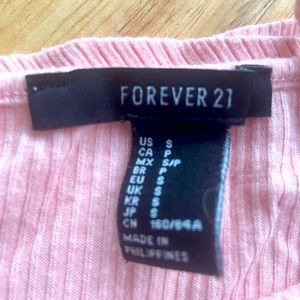 FOREVER 21
US S
CA P
MX S/P
BR P
EU S
UK S
KR S
JP S
CN 160/84A
MADE IN
PHILIPPINES